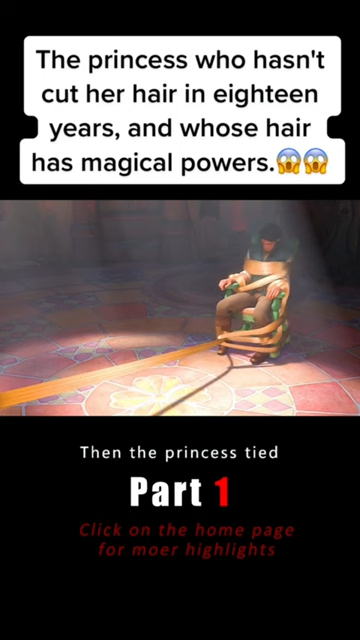 The princess who hasn't
cut her hair in eighteen
years, and whose hair
has magical powers.😱😱
Then the princess tied
Part 1
Click on the home page
for moer highlights